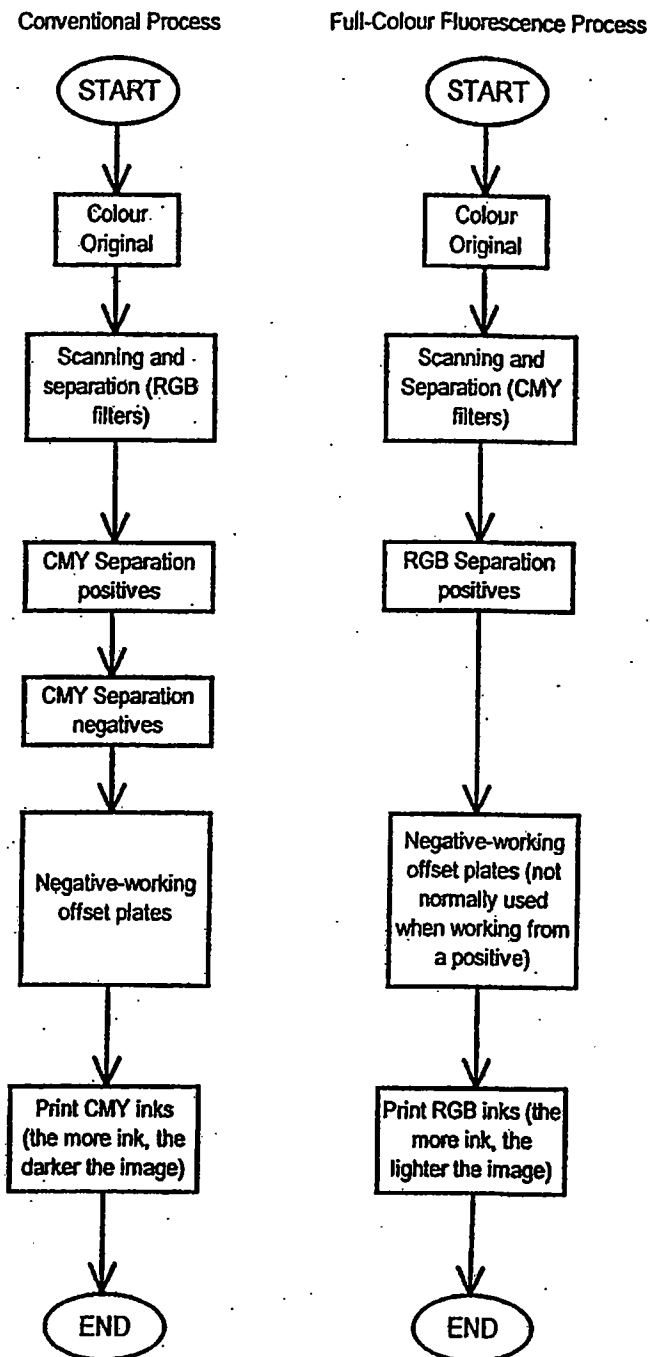 Conventional Process
START
Colour
Original
Scanning and
separation (RGB
filters)
CMY Separation
positives
CMY Separation
negatives
Negative-working
offset plates
Print CMY inks
(the more ink, the
darker the image)
END
Full-Colour Fluorescence Process
START
Colour
Original
Scanning and
Separation (CMY
filters)
RGB Separation
positives
Negative-working
offset plates (not
normally used
when working from
a positive)
Print RGB inks (the
more ink, the
lighter the image)
END